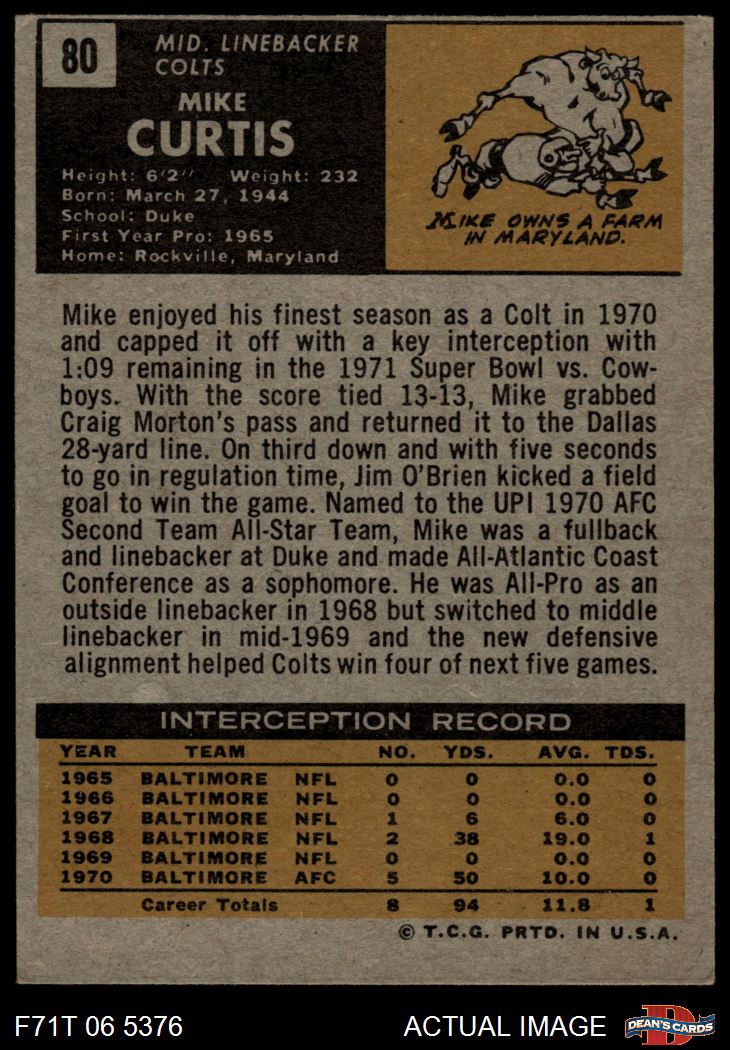 80
MID. LINEBACKER
COLTS
MIKE
CURTIS
Height: 6'2" Weight: 232
Born: March 27, 1944
School: Duke
First Year Pro: 1965
Home: Rockville, Maryland
MIKE OWNS A FARM
IN MARYLAND.
Mike enjoyed his finest season as a Colt in 1970
and capped it off with a key interception with
1:09 remaining in the 1971 Super Bowl vs. Cow-
boys. With the score tied 13-13, Mike grabbed
Craig Morton's pass and returned it to the Dallas
28-yard line. On third down and with five seconds
to go in regulation time, Jim O'Brien kicked a field
goal to win the game. Named to the UPI 1970 AFC
Second Team All-Star Team, Mike was a fullback
and linebacker at Duke and made All-Atlantic Coast
Conference as a sophomore. He was All-Pro as an
outside linebacker in 1968 but switched to middle
linebacker in mid-1969 and the new defensive
alignment helped Colts win four of next five games.
INTERCEPTION RECORD
YEAR TEAM NO. YDS. AVG. TDS.
1965 BALTIMORE NFL 0 0 0.0 0
1966 BALTIMORE NFL 0 0 0.0 0
1967 BALTIMORE NFL 1 6 6.0 0
1968 BALTIMORE NFL 2 38 19.0 1
1969 BALTIMORE NFL 0 0 0.0 0
1970 BALTIMORE AFC 5 50 10.0 0
Career Totals 8 94 11.8 1
© T.C.G. PRTD. IN U.S.A.
F71T 06 5376 ACTUAL IMAGE
D
DEAN'S CARDS